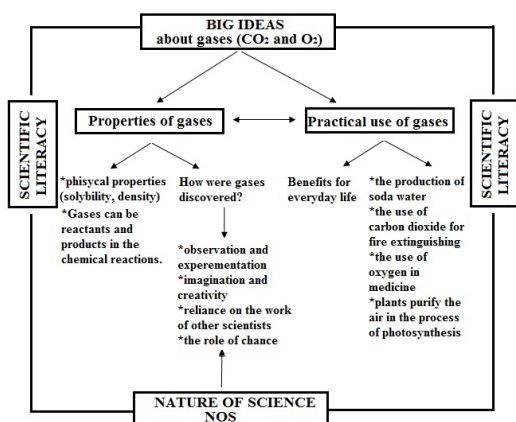 BIG IDEAS
about gases (CO₂ and O₂)
SCIENTIFIC
LITERACY
SCIENTIFIC
LITERACY
Properties of gases
Practical use of gases
*phisycal properties
(solybility, density)
*Gases can be
reactants and
products in the
chemical reactions.
How were gases
discovered?
*observation and
experementation
*imagination and
creativity
*reliance on the work
of other scientists
*the role of chance
Benefits for
everyday life
*the production of
soda water
*the use of
carbon dioxide for
fire extinguishing
*the use of
oxygen in
medicine
*plants purify the
air in the process
of photosynthesis
NATURE OF SCIENCE
NOS